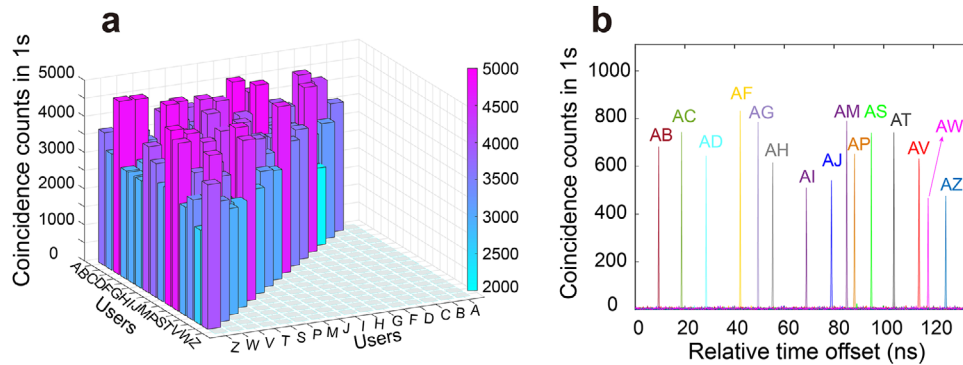 a
Coincidence counts in 1s
5000
4000
3000
2000
1000
0
A B C D F G H I J M P S T V W Z
Users
Z W V T S P M J I H G F D C B A
Users
5000
4500
4000
3500
3000
2500
2000
b
Coincidence counts in 1s
1000
800
600
400
200
0
AB
AC
AD
AF
AG
AH
AI
AJ
AM
AP
AS
AT
AV
AW
AZ
0 20 40 60 80 100 120
Relative time offset (ns)